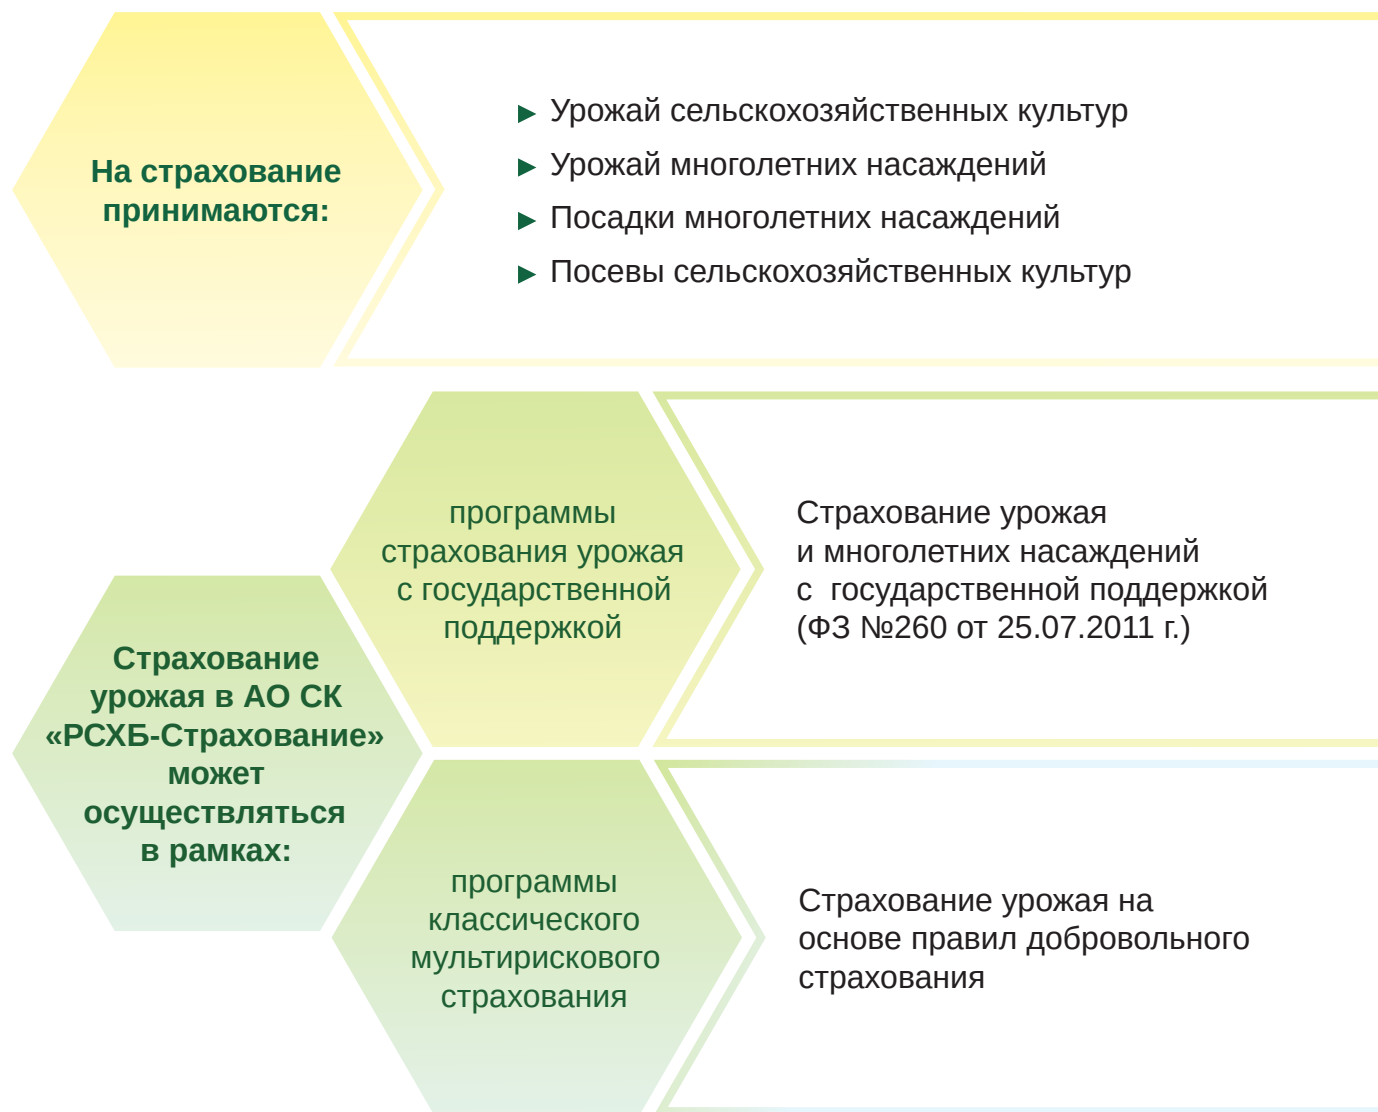 На страхование
принимаются:
► Урожай сельскохозяйственных культур
► Урожай многолетних насаждений
► Посадки многолетних насаждений
► Посевы сельскохозяйственных культур
Страхование
урожая в АО СК
«РСХБ-Страхование»
может
осуществляться
в рамках:
программы
страхования урожая
с государственной
поддержкой
Страхование урожая
и многолетних насаждений
с  государственной поддержкой
(ФЗ №260 от 25.07.2011 г.)
программы
классического
мультирискового
страхования
Страхование урожая на
основе правил добровольного
страхования